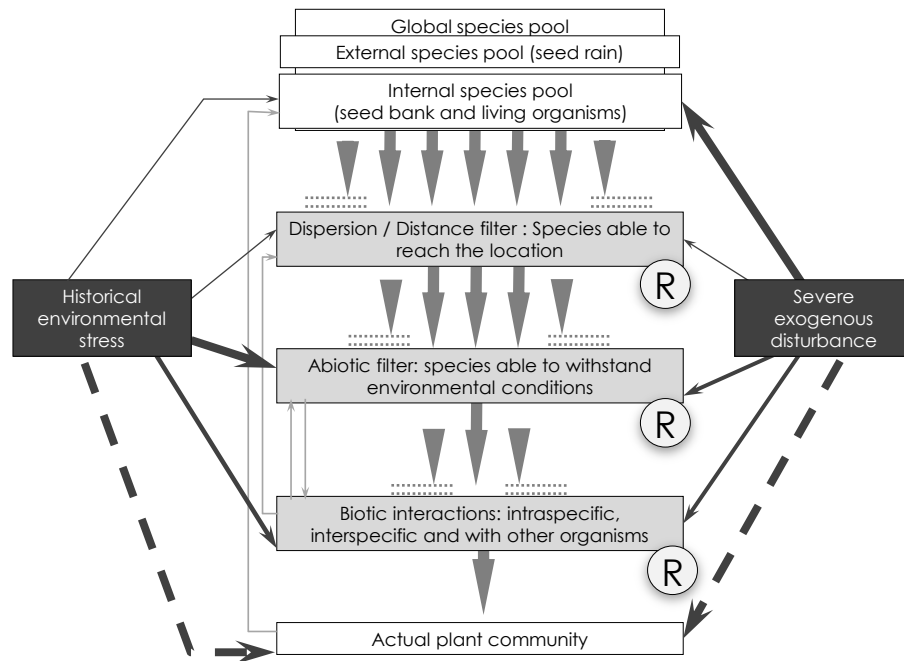 Global species pool
External species pool (seed rain)
Internal species pool
(seed bank and living organisms)
Dispersion / Distance filter : Species able to
reach the location
R
Historical
environmental
stress
Severe
exogenous
disturbance
Abiotic filter: species able to withstand
environmental conditions
R
Biotic interactions: intraspecific,
interspecific and with other organisms
R
Actual plant community